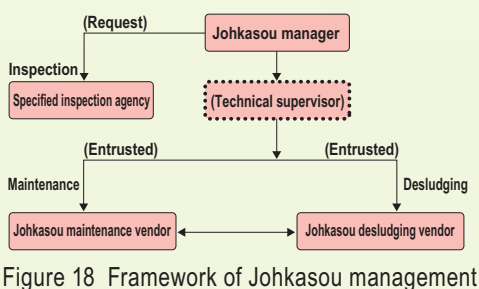 (Request)
Johkasou manager
Inspection
Specified inspection agency
(Technical supervisor)
(Entrusted)
(Entrusted)
Maintenance
Desludging
Johkasou maintenance vendor
Johkasou desludging vendor
Figure 18 Framework of Johkasou management